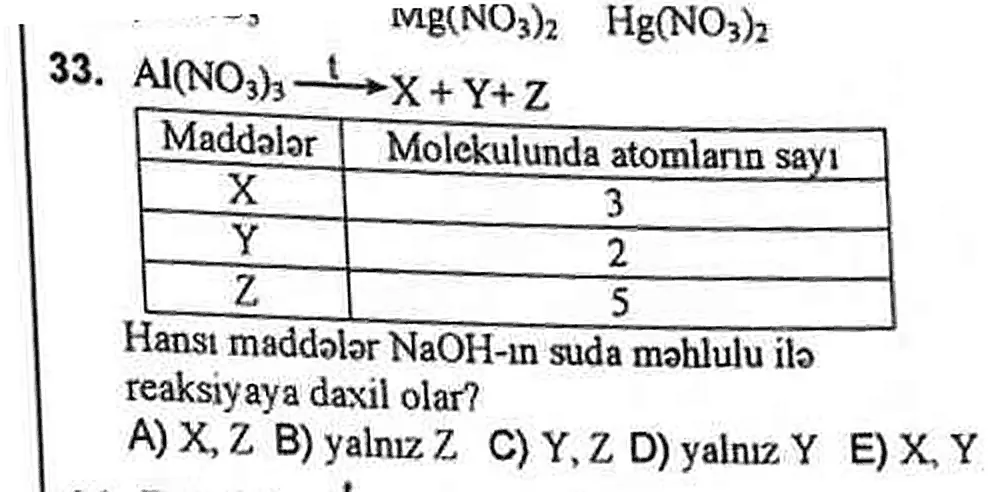 Mg(NO₃)₂ Hg(NO₃)₂
33. Al(NO₃)₃ —t→ X + Y + Z
Maddələr Molekulunda atomların sayı
X 3
Y 2
Z 5
Hansı maddələr NaOH-ın suda məhlulu ilə
reaksiyaya daxil olar?
A) X, Z B) yalnız Z C) Y, Z D) yalnız Y E) X, Y